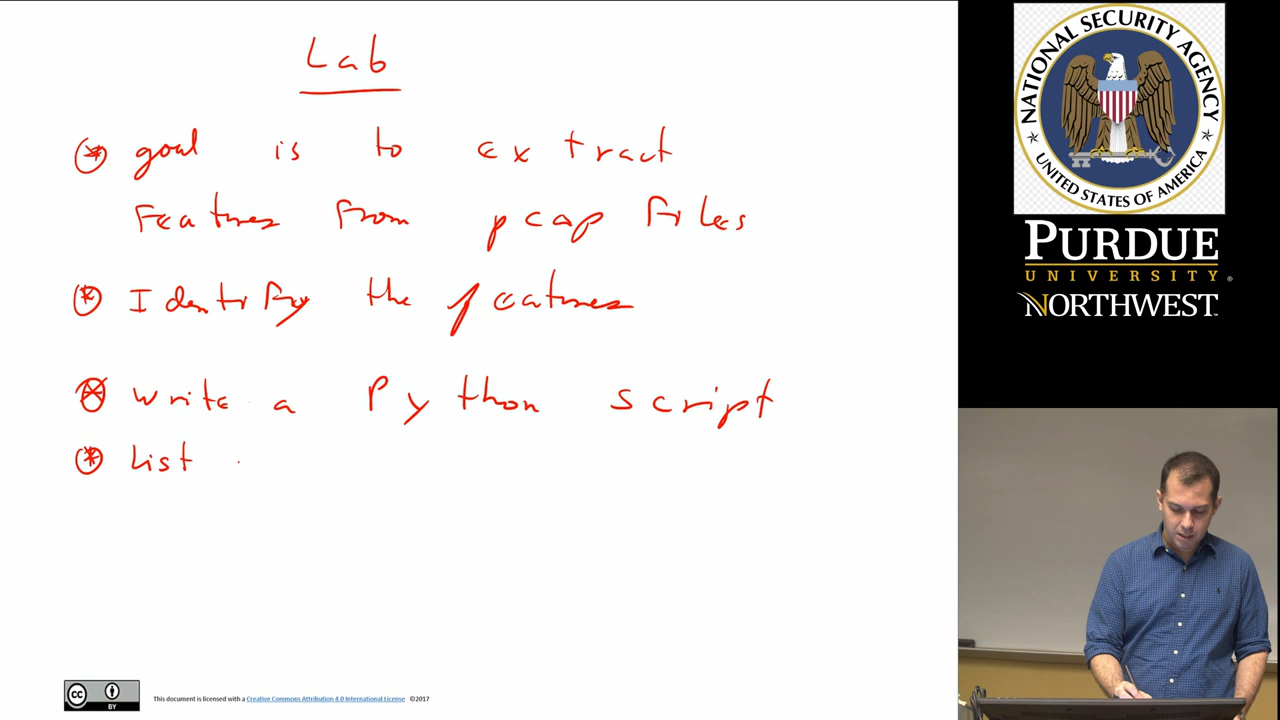 Lab
goal is to extract
Features From pcap Files
Identify the features
write a Python script
List
NATIONAL SECURITY AGENCY
UNITED STATES OF AMERICA
PURDUE
UNIVERSITY
NORTHWEST
cc
BY
This document is licensed with a Creative Commons Attribution 4.0 International License ©2017